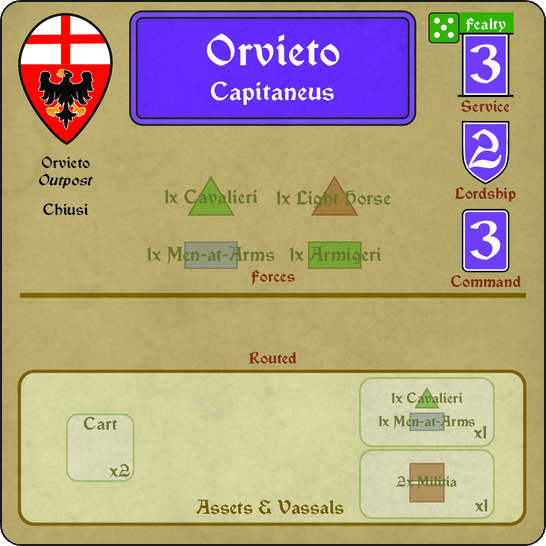 Orvieto
Capitaneus
Fealty
3
Service
2
Lordship
3
Command
Orvieto
Outpost
Chiusi
1x Cavalieri
1x Light Horse
1x Men-at-Arms
1x Armigeri
Forces
Routed
Cart
x2
1x Cavalieri
1x Men-at-Arms
x1
2x Militia
x1
Assets & Vassals